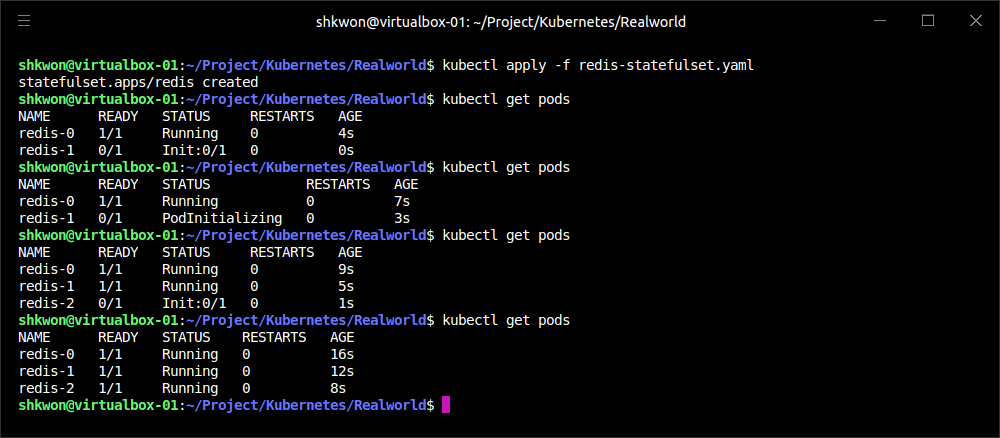 shkwon@virtualbox-01: ~/Project/Kubernetes/Realworld
shkwon@virtualbox-01:~/Project/Kubernetes/Realworld$ kubectl apply -f redis-statefulset.yaml
statefulset.apps/redis created
shkwon@virtualbox-01:~/Project/Kubernetes/Realworld$ kubectl get pods
NAME      READY   STATUS     RESTARTS   AGE
redis-0   1/1     Running    0          4s
redis-1   0/1     Init:0/1   0          0s
shkwon@virtualbox-01:~/Project/Kubernetes/Realworld$ kubectl get pods
NAME      READY   STATUS            RESTARTS   AGE
redis-0   1/1     Running           0          7s
redis-1   0/1     PodInitializing   0          3s
shkwon@virtualbox-01:~/Project/Kubernetes/Realworld$ kubectl get pods
NAME      READY   STATUS     RESTARTS   AGE
redis-0   1/1     Running    0          9s
redis-1   1/1     Running    0          5s
redis-2   0/1     Init:0/1   0          1s
shkwon@virtualbox-01:~/Project/Kubernetes/Realworld$ kubectl get pods
NAME      READY   STATUS    RESTARTS   AGE
redis-0   1/1     Running   0          16s
redis-1   1/1     Running   0          12s
redis-2   1/1     Running   0          8s
shkwon@virtualbox-01:~/Project/Kubernetes/Realworld$